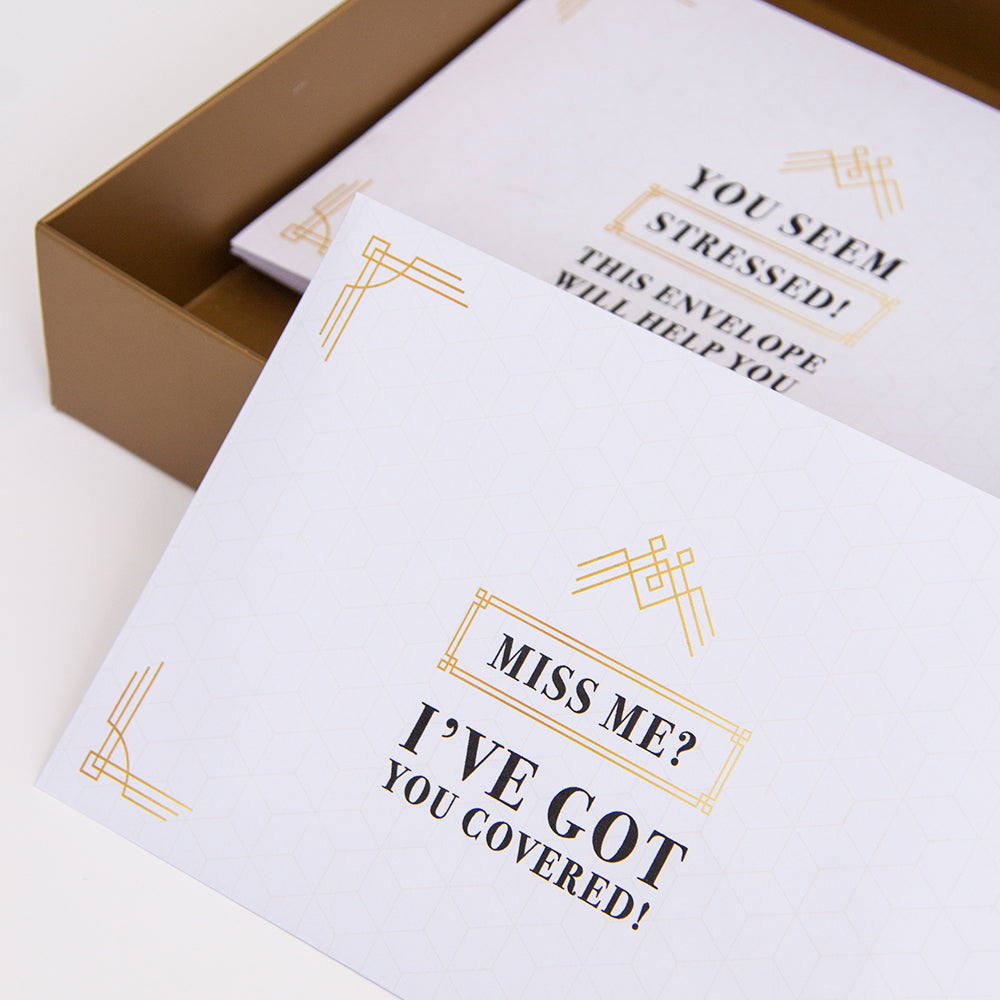 YOU SEEM
STRESSED!
THIS ENVELOPE
WILL HELP YOU
MISS ME?
I'VE GOT
YOU COVERED!